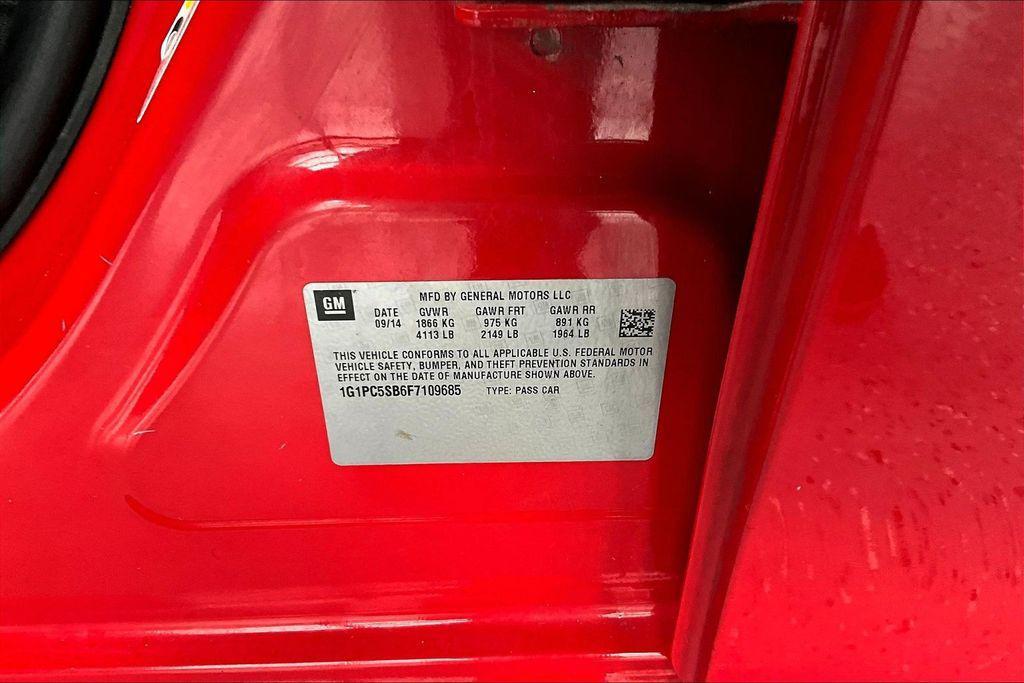 GM
MFD BY GENERAL MOTORS LLC
DATE GVWR GAWR FRT GAWR RR
09/14 1866 KG 975 KG 891 KG
4113 LB 2149 LB 1964 LB
THIS VEHICLE CONFORMS TO ALL APPLICABLE U.S. FEDERAL MOTOR
VEHICLE SAFETY, BUMPER, AND THEFT PREVENTION STANDARDS IN
EFFECT ON THE DATE OF MANUFACTURE SHOWN ABOVE.
1G1PC5SB6F7109685 TYPE: PASS CAR